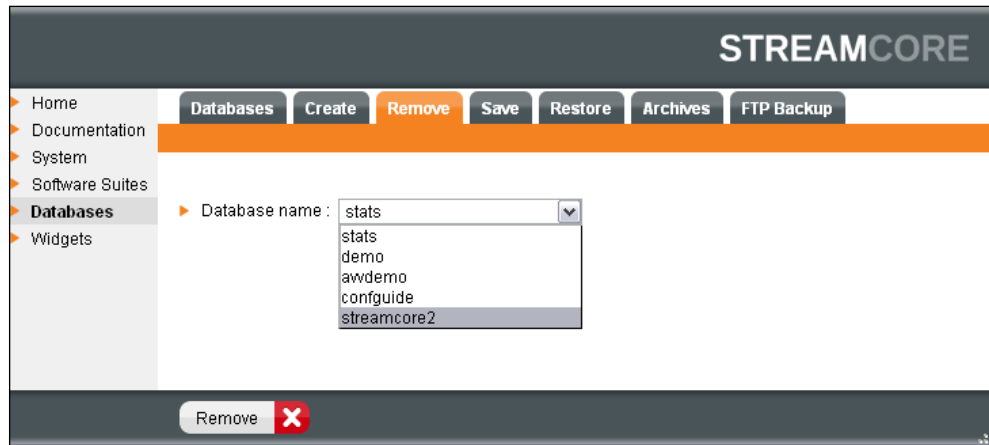 STREAMCORE
Home
Documentation
System
Software Suites
Databases
Widgets
Databases Create Remove Save Restore Archives FTP Backup
Database name : stats
stats
demo
awdemo
confguide
streamcore2
Remove